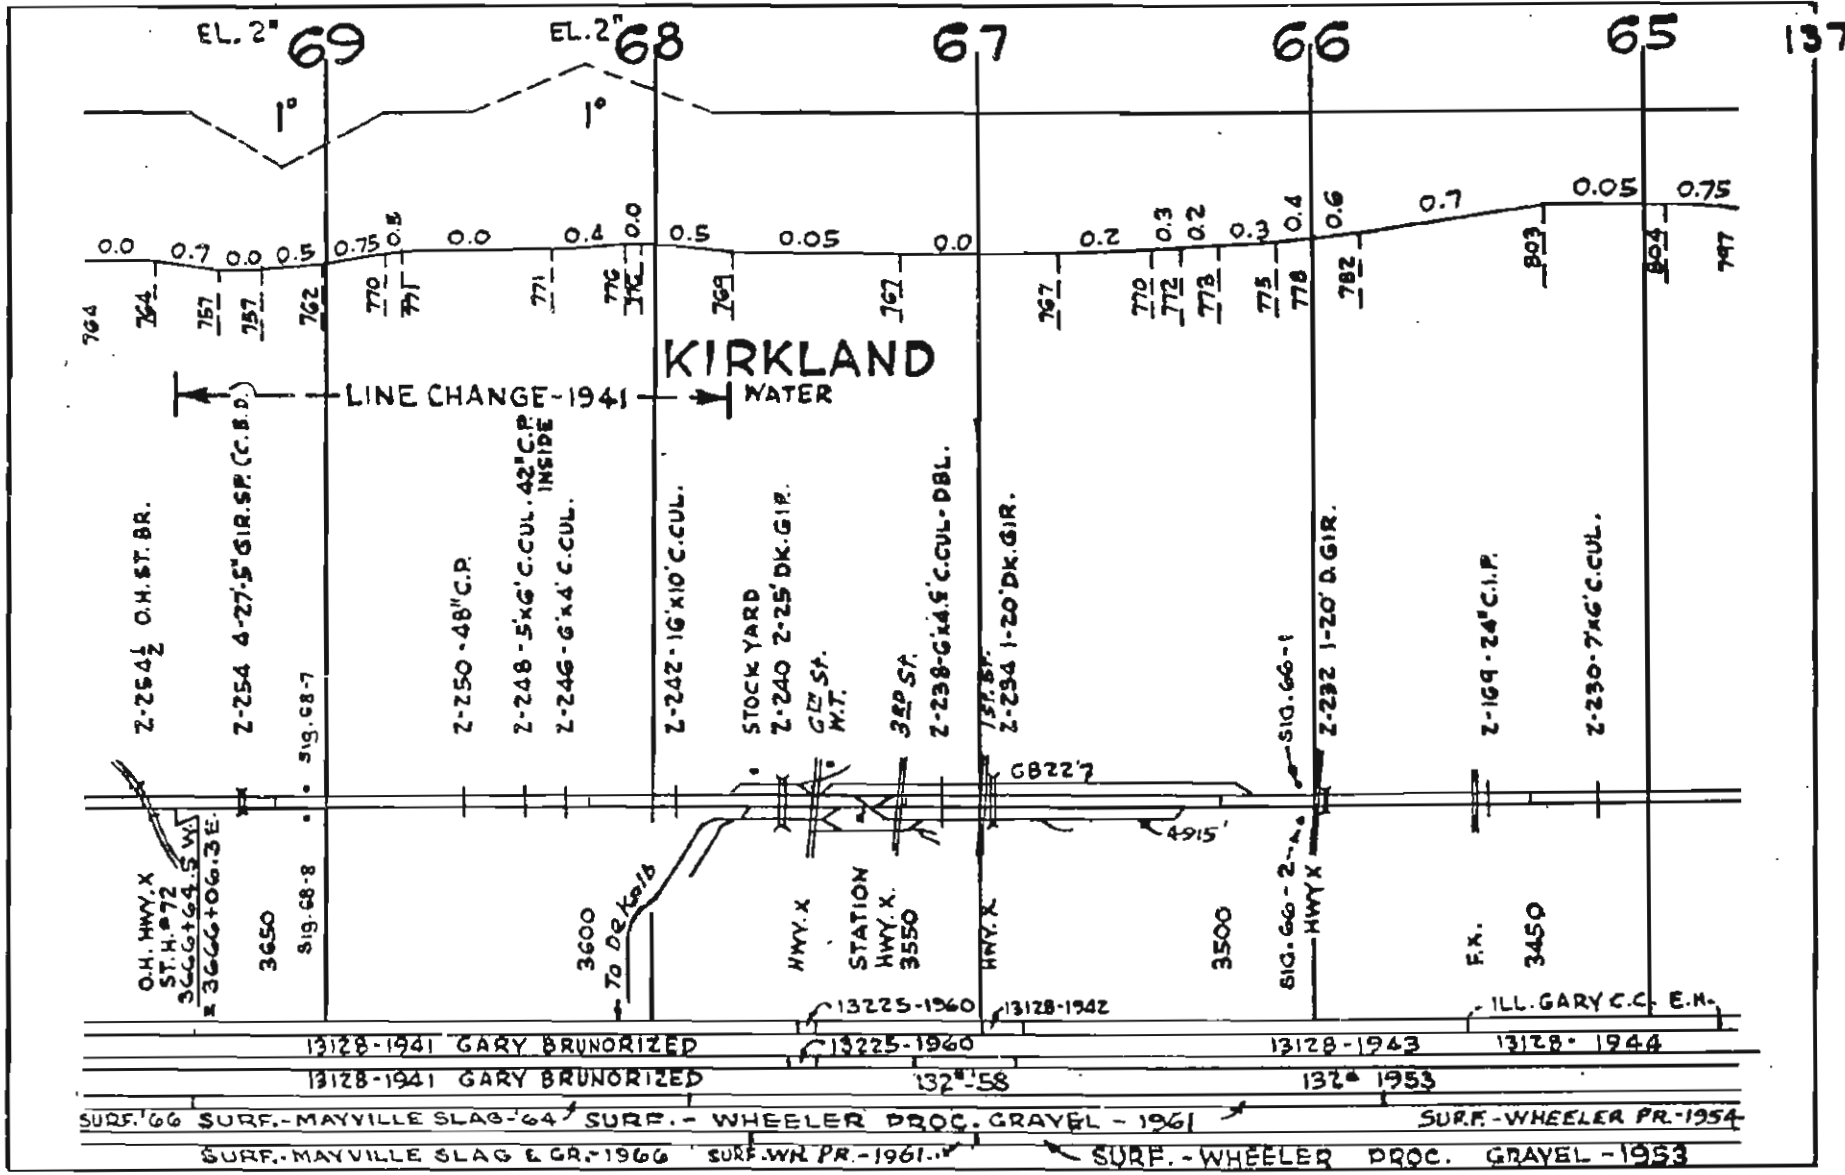 EL. 2" 69
EL. 2" 68
67
66
65
137
1°
1°
0.0
0.7
0.0
0.5
0.75
0.5
0.0
0.4
0.0
0.5
0.05
0.0
0.2
0.3
0.2
0.3
0.4
0.6
0.7
0.05
0.75
764
764
757
757
762
770
771
771
776
776
769
767
767
770
772
773
775
778
782
803
804
797
KIRKLAND
LINE CHANGE-1941
WATER
Z-254½ O.H. ST. BR.
Z-254 4-27'-5" GIR. SP. (C.B.D.)
Z-250-48" C.P.
Z-248-5'x6' C.CUL. 42" C.P.
INSIDE
Z-246-6'x4' C.CUL.
Z-242-16'x10' C.CUL.
STOCK YARD
Z-240 2-25' DK. GIR.
6TH ST.
W.T.
3RD ST.
Z-238-6'x4.5' C.CUL-DBL.
1ST. ST.
Z-234 1-20' DK. GIR.
SIG. 66-1
Z-232 1-20' D. GIR.
Z-169-24" C.I.P.
Z-230-7'x6' C.CUL.
SIG. 68-7
6822'7
4915'
O.H. HWY. X
ST. H. #72
3666+64.5 W.
= 3666+06.3 E.
3650
SIG. 68-8
3600
TO DeKalb
HWY. X
STATION
HWY. X.
3550
HWY. X
3500
SIG. 66-2
HWY X
F.X.
3450
13225-1960
13128-1942
ILL. GARY C.C. E.H.
13128-1941 GARY BRUNORIZED
13225-1960
13128-1943
13128-1944
13128-1941 GARY BRUNORIZED
132#-'58
132# 1953
SURF. '66 SURF.-MAYVILLE SLAG-'64 SURF.-WHEELER PROC. GRAVEL-1961 SURF.-WHEELER PR.-1954
SURF.-MAYVILLE SLAG & GR.-1966 SURF. WH. PR.-1961 SURF.-WHEELER PROC. GRAVEL-1953